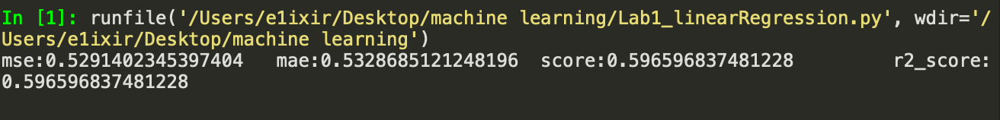 In [1]: runfile('/Users/e1ixir/Desktop/machine learning/Lab1_linearRegression.py', wdir='/
Users/e1ixir/Desktop/machine learning')
mse:0.5291402345397404   mae:0.5328685121248196  score:0.596596837481228         r2_score:
0.596596837481228